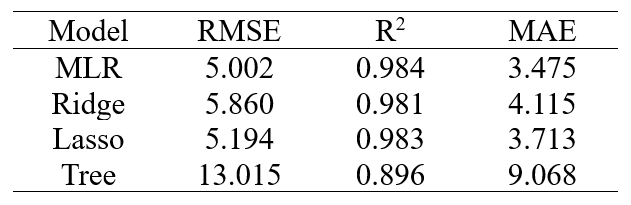 Model RMSE R² MAE
MLR 5.002 0.984 3.475
Ridge 5.860 0.981 4.115
Lasso 5.194 0.983 3.713
Tree 13.015 0.896 9.068